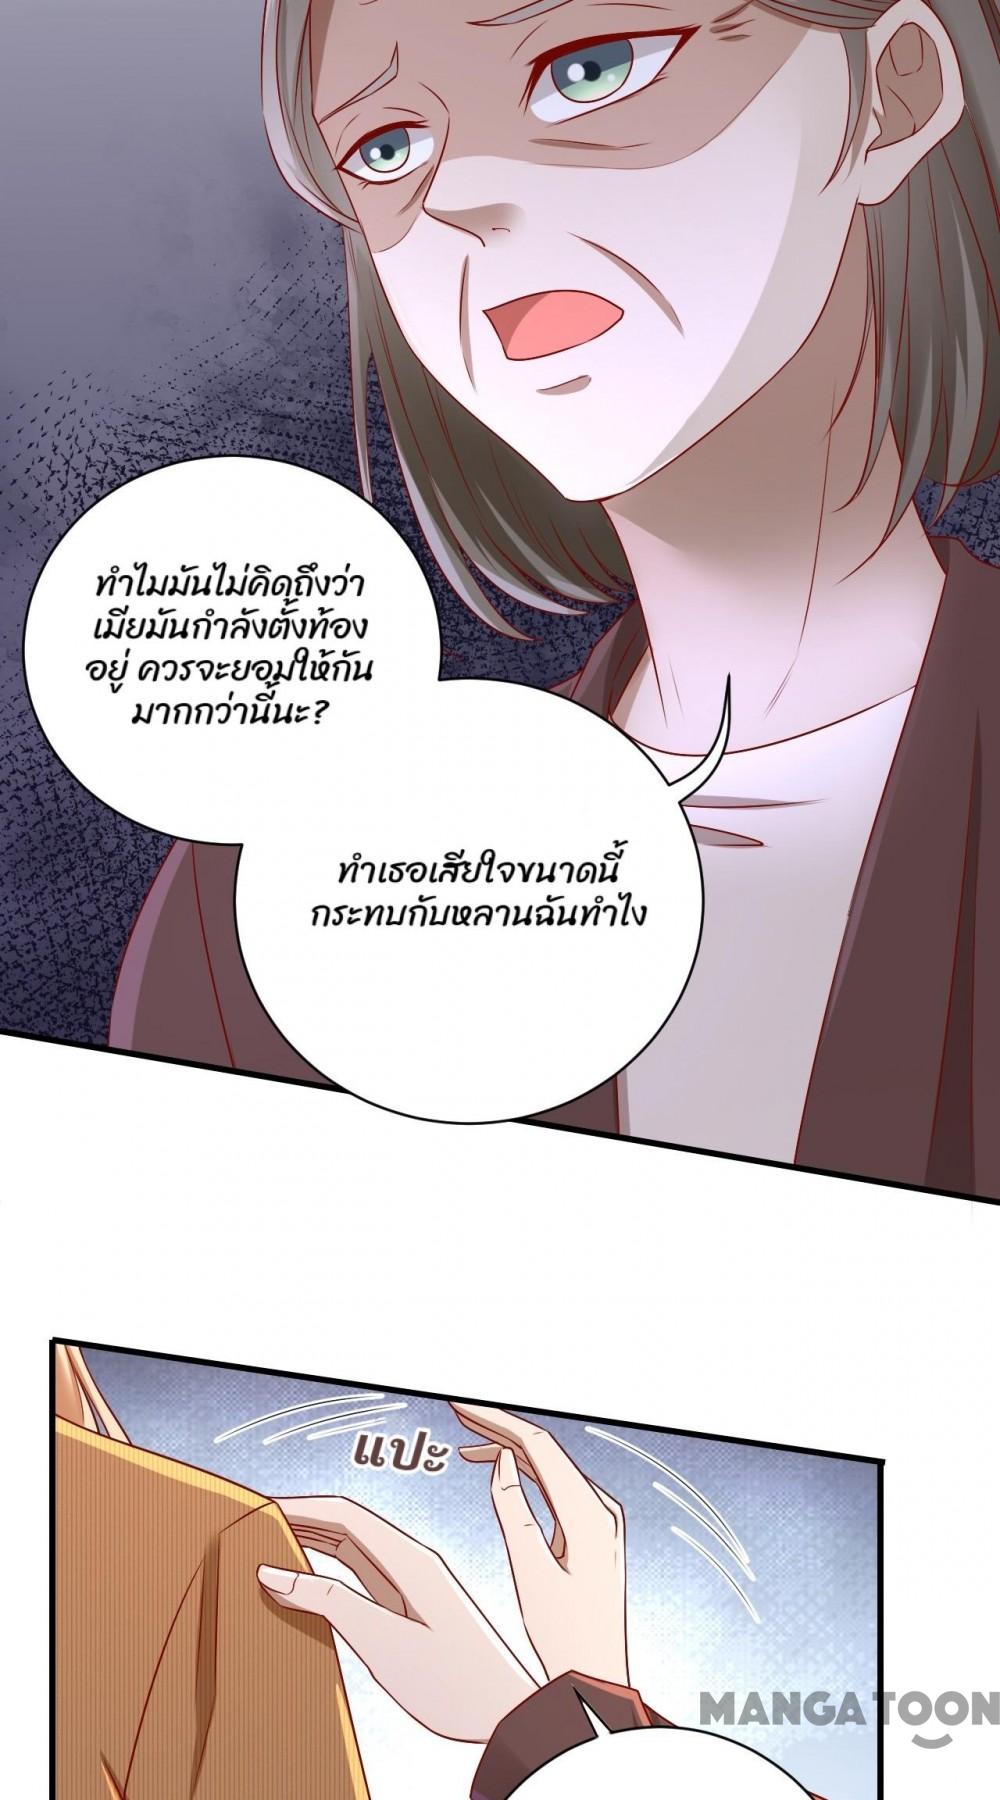 ทำไมมันไม่คิดถึงว่า
เมียมันกำลังตั้งท้อง
อยู่ ควรจะยอมให้กัน
มากกว่านี้นะ?
ทำเธอเสียใจขนาดนี้
กระทบกับหลานฉันทำไง
แปะ
MANGATOON